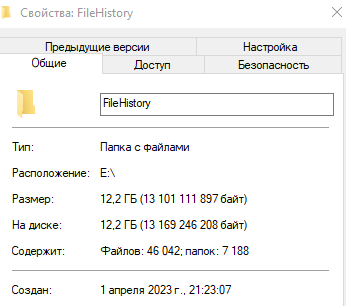 Свойства: FileHistory
Предыдущие версии Настройка
Общие Доступ Безопасность
FileHistory
Тип: Папка с файлами
Расположение: E:\
Размер: 12,2 ГБ (13 101 111 897 байт)
На диске: 12,2 ГБ (13 169 246 208 байт)
Содержит: Файлов: 46 042; папок: 7 188
Создан: 1 апреля 2023 г., 21:23:07